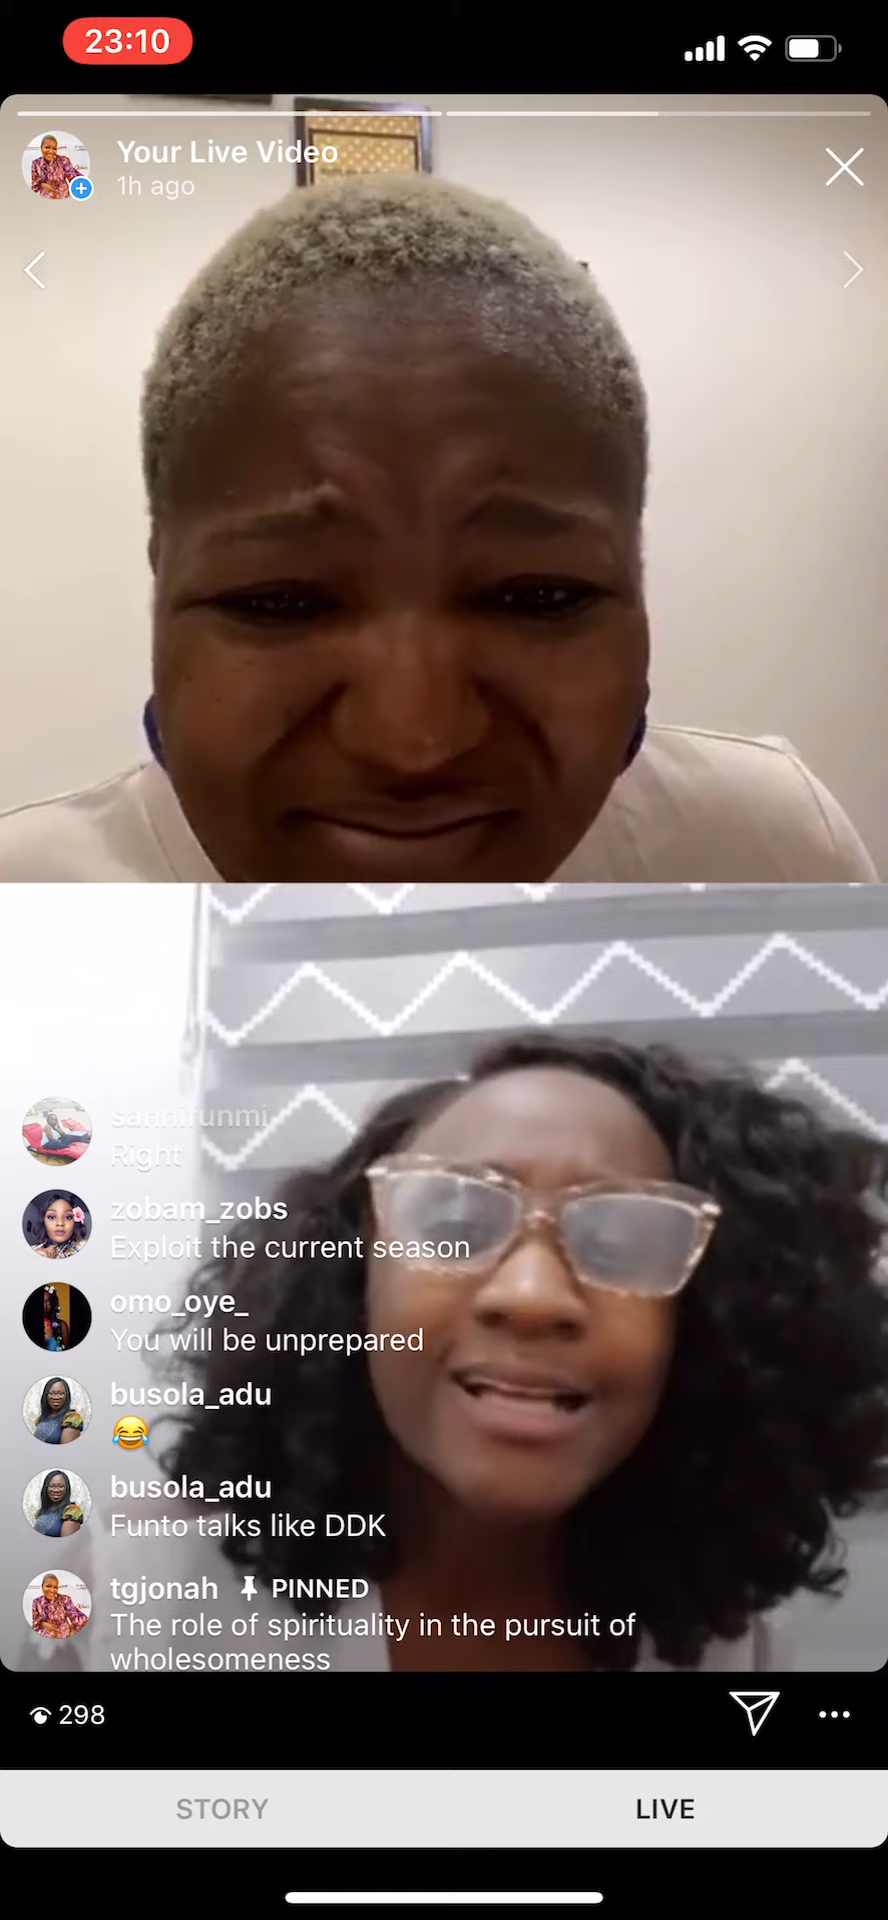 23:10
Your Live Video
1h ago
sannifunmi
Right
zobam_zobs
Exploit the current season
omo_oye_
You will be unprepared
busola_adu
😂
busola_adu
Funto talks like DDK
tgjonah PINNED
The role of spirituality in the pursuit of
wholesomeness
298
STORY
LIVE